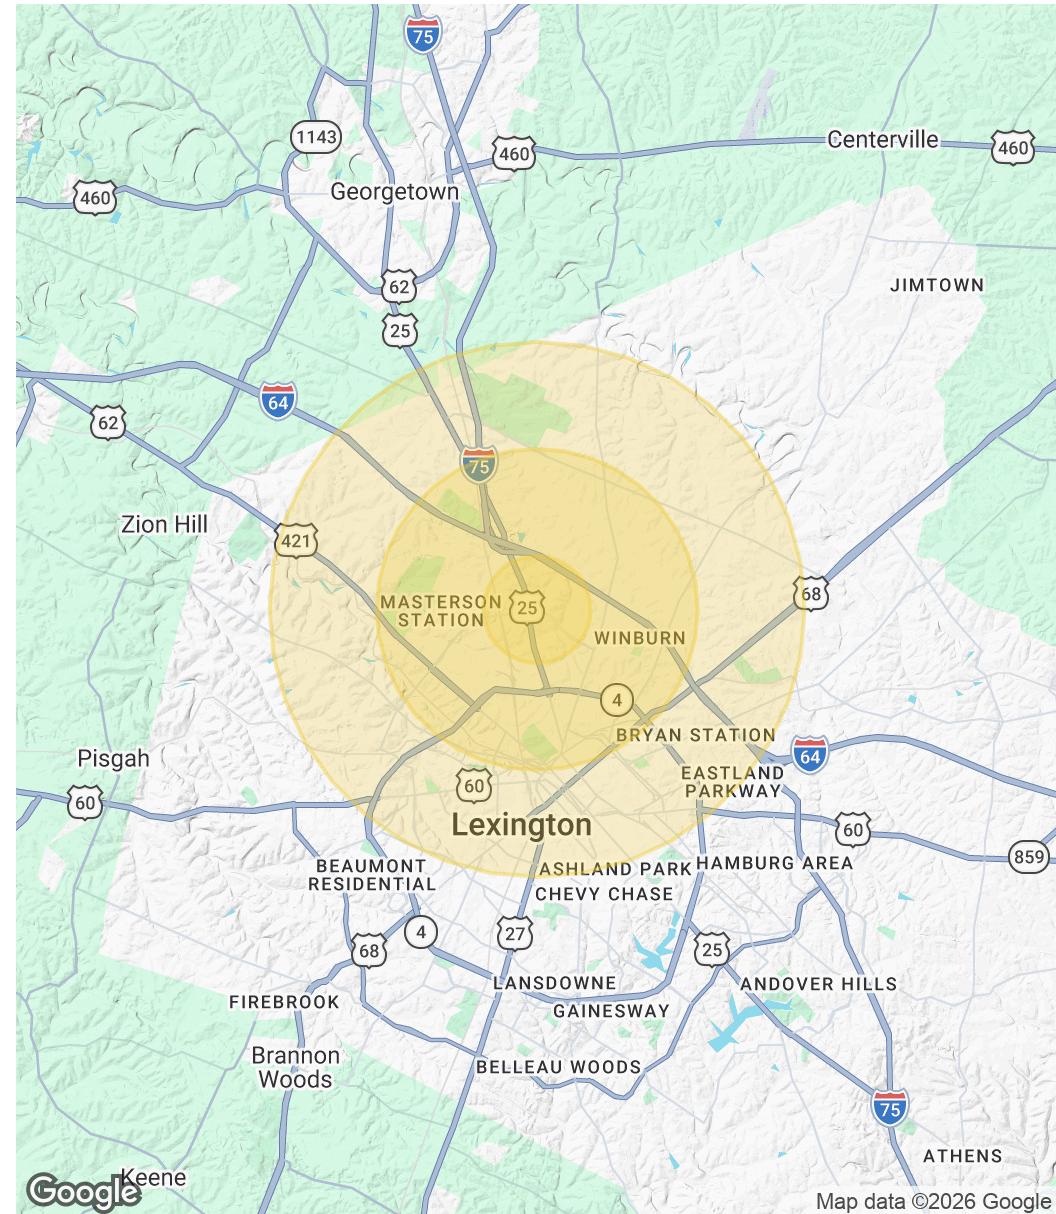 75
1143
460
Centerville
460
460
Georgetown
JIMTOWN
62
25
64
62
75
Zion Hill
421
68
MASTERSON
STATION
25
WINBURN
4
BRYAN STATION
Pisgah
64
EASTLAND
PARKWAY
60
60
Lexington
60
859
BEAUMONT
RESIDENTIAL
ASHLAND PARK
HAMBURG AREA
CHEVY CHASE
4
27
68
25
LANSDOWNE
ANDOVER HILLS
FIREBROOK
GAINESWAY
Brannon
Woods
BELLEAU WOODS
75
ATHENS
Keene
Google
Map data ©2026 Google